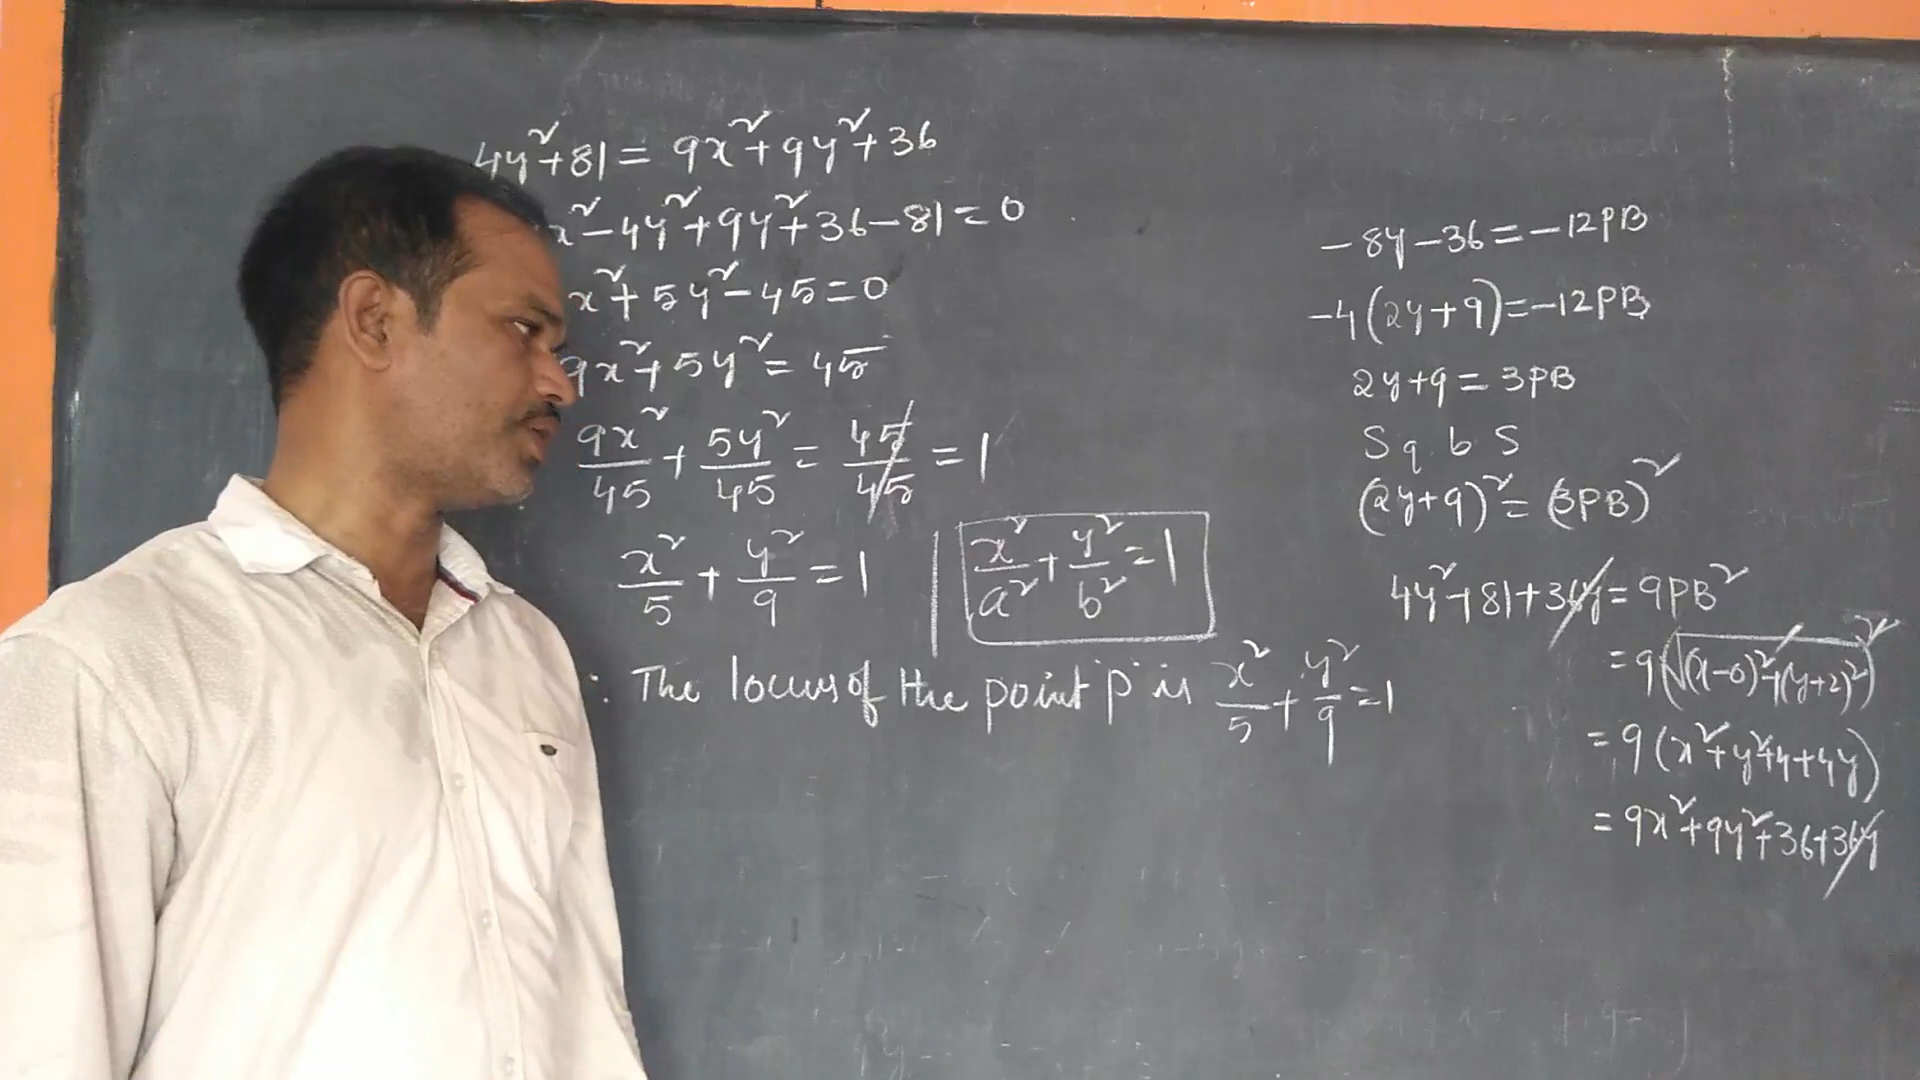 4y²+81 = 9x²+9y²+36
x²-4y²+9y²+36-81=0
x²+5y²-45=0
9x²+5y²=45
9x²/45 + 5y²/45 = 45/45 = 1
x²/5 + y²/9 = 1
x²/a² + y²/b² = 1
∴ The locus of the point 'p' is x²/5 + y²/9 = 1
-8y-36=-12PB
-4(2y+9)=-12PB
2y+9=3PB
S q b S
(2y+9)²=(3PB)²
4y²+81+36y=9PB²
=9(√(x-0)²+(y+2)²)²
=9(x²+y²+4+4y)
=9x²+9y²+36+36y